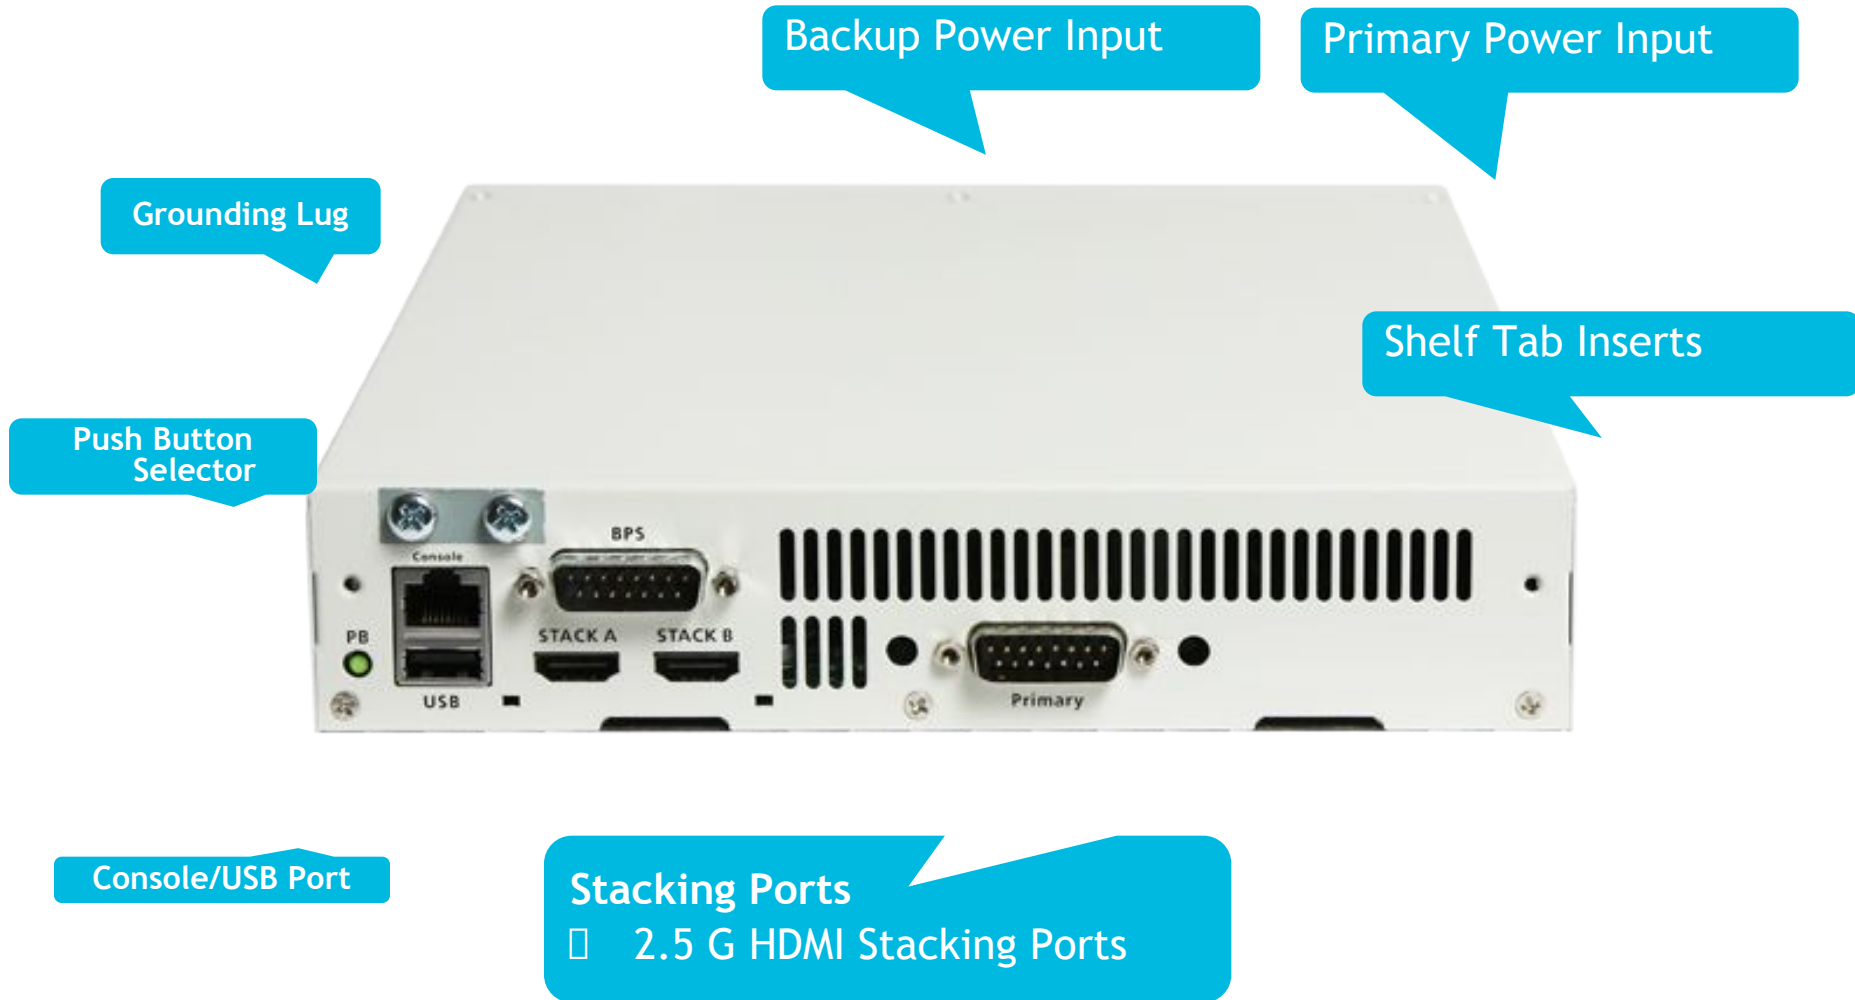 Backup Power Input
Primary Power Input
Grounding Lug
Shelf Tab Inserts
Push Button
Selector
BPS
Console
PB
STACK A
STACK B
USB
Primary
Console/USB Port
Stacking Ports
2.5 G HDMI Stacking Ports